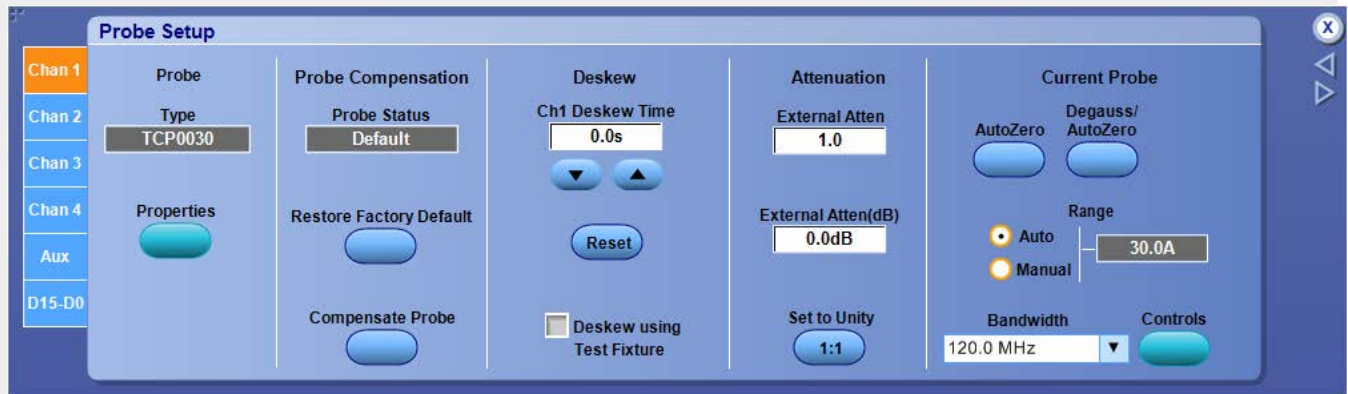 Probe Setup
X
Chan 1
Chan 2
Chan 3
Chan 4
Aux
D15-D0
Probe
Type
TCP0030
Properties
Probe Compensation
Probe Status
Default
Restore Factory Default
Compensate Probe
Deskew
Ch1 Deskew Time
0.0s
Reset
Deskew using
Test Fixture
Attenuation
External Atten
1.0
External Atten(dB)
0.0dB
Set to Unity
1:1
Current Probe
AutoZero
Degauss/
AutoZero
Range
Auto
Manual
30.0A
Bandwidth
120.0 MHz
Controls